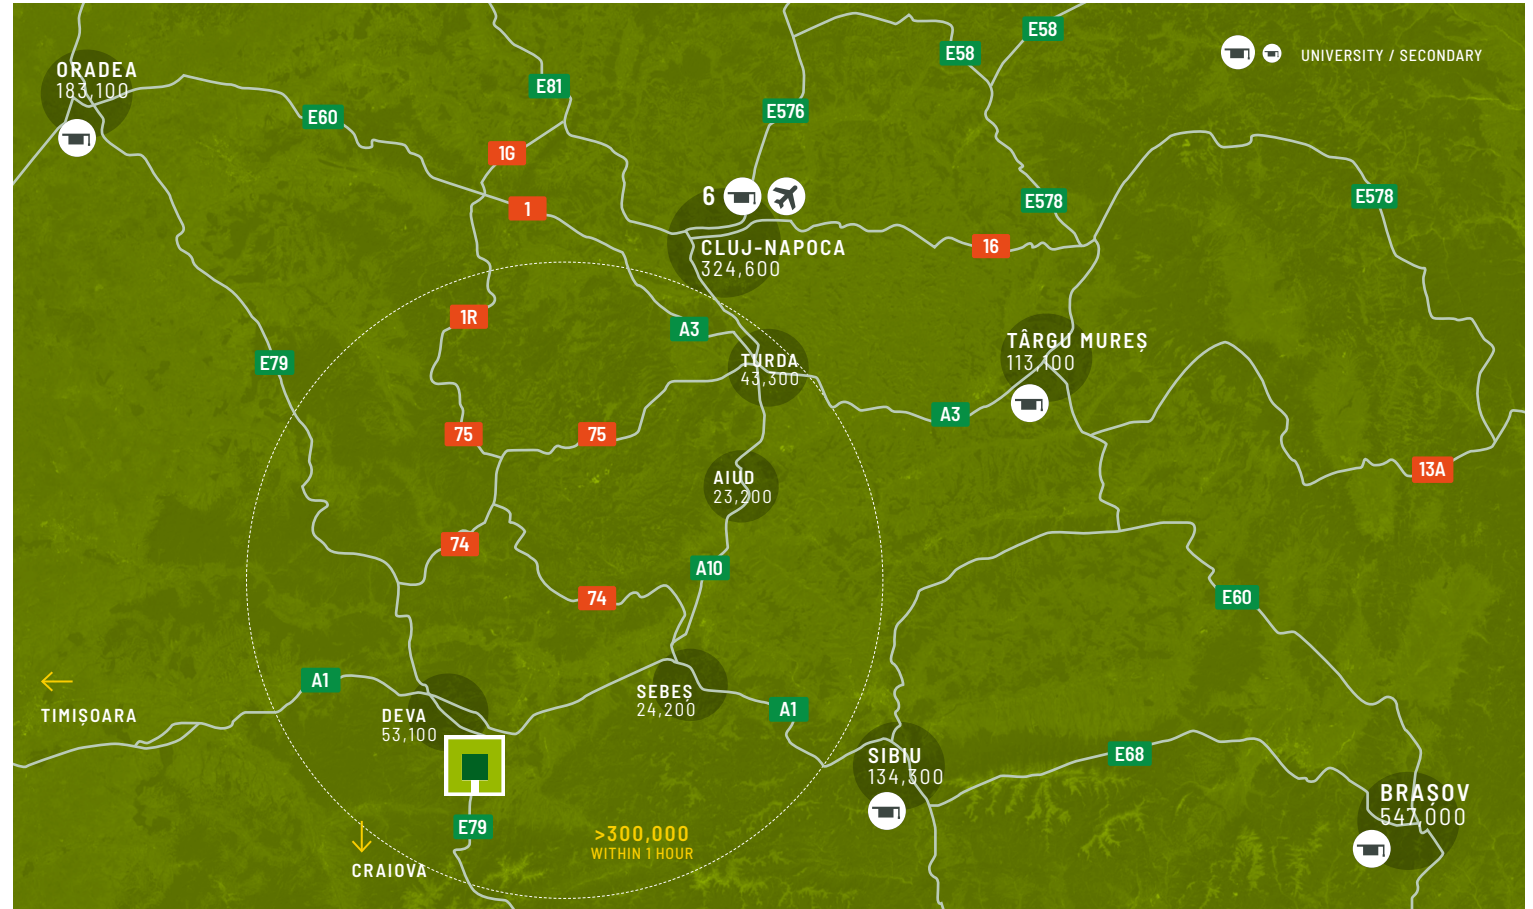 E58
E58
UNIVERSITY / SECONDARY
ORADEA
183,100
E81
E60
E576
1G
6
1
E578
E578
CLUJ-NAPOCA
324,600
16
1R
A3
TÂRGU MUREȘ
113,100
E79
TURDA
43,300
A3
75
75
13A
AIUD
23,200
74
A10
74
E60
A1
TIMIȘOARA
DEVA
53,100
SEBEȘ
24,200
A1
SIBIU
134,300
E68
BRAȘOV
547,000
E79
>300,000
WITHIN 1 HOUR
CRAIOVA